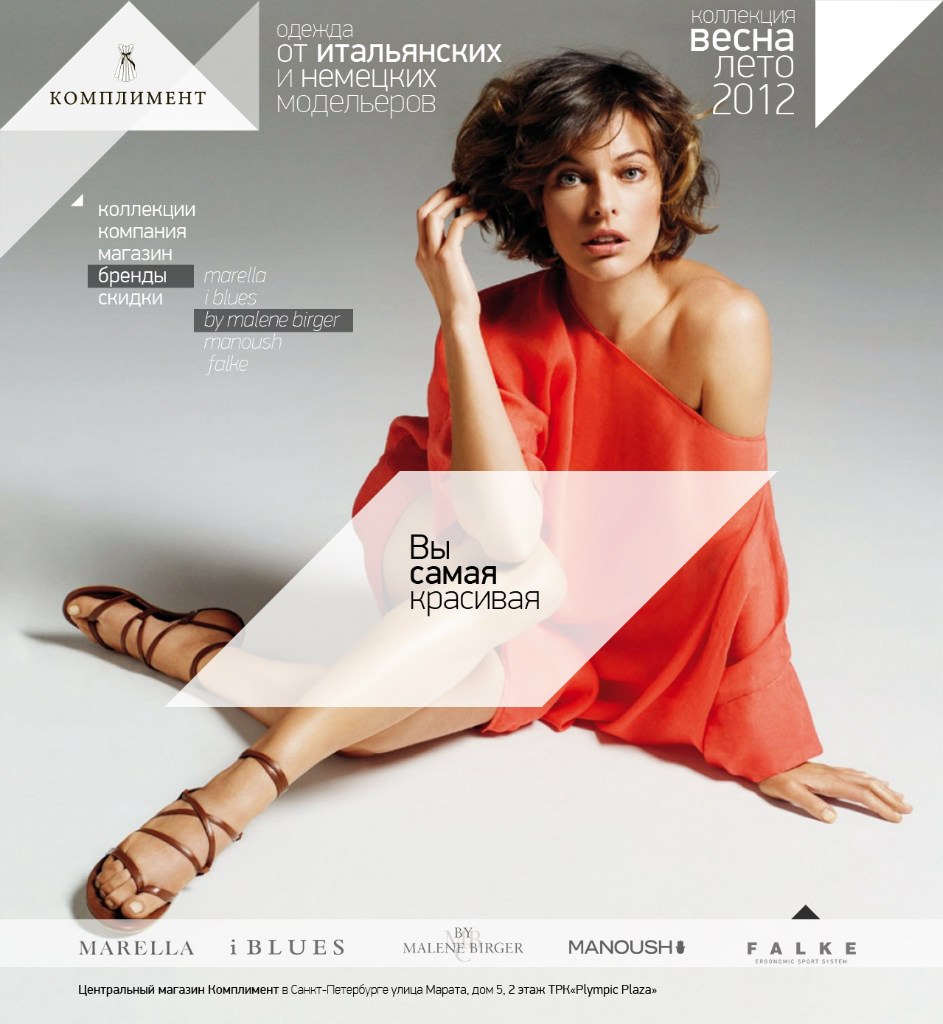 КОМПЛИМЕНТ
одежда
от итальянских
и немецких
модельеров
коллекция
весна
лето
2012
коллекции
компания
магазин
бренды
скидки
marella
i blues
by malene birger
manoush
falke
Вы
самая
красивая
MARELLA
i BLUES
BY
MALENE BIRGER
MANOUSH
FALKE
ERGONOMIC SPORT SYSTEM
Центральный магазин Комплимент в Санкт-Петербурге улица Марата, дом 5, 2 этаж ТРК«Plympic Plaza»